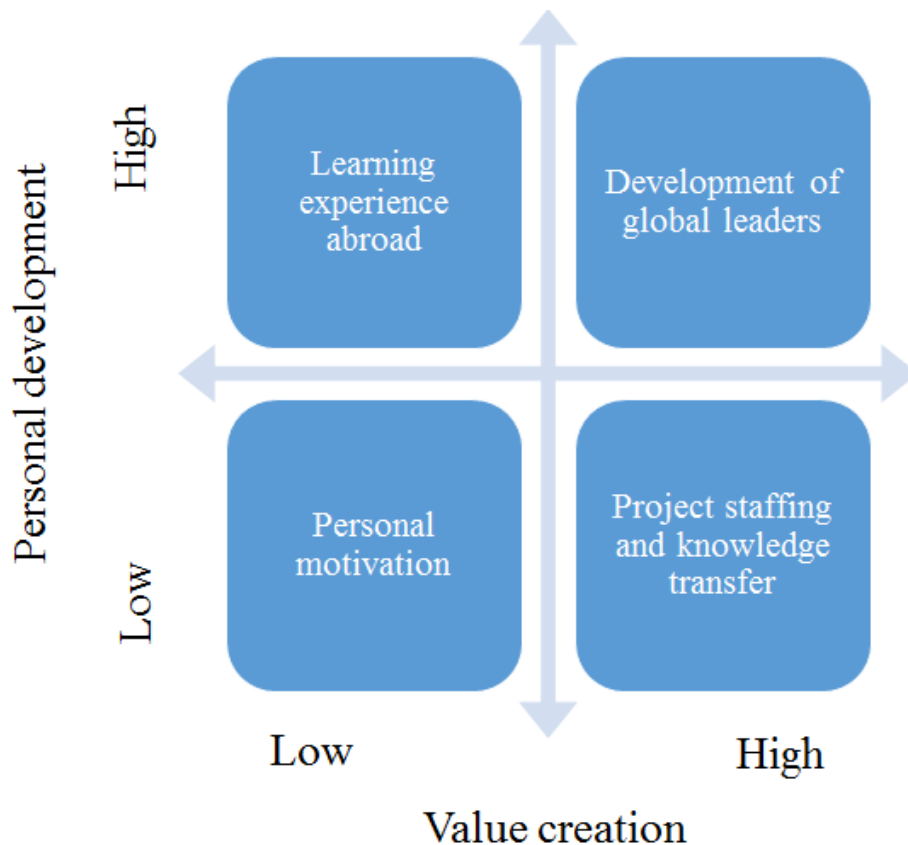 Personal development
High
Low
Learning
experience
abroad
Development of
global leaders
Personal
motivation
Project staffing
and knowledge
transfer
Low
High
Value creation